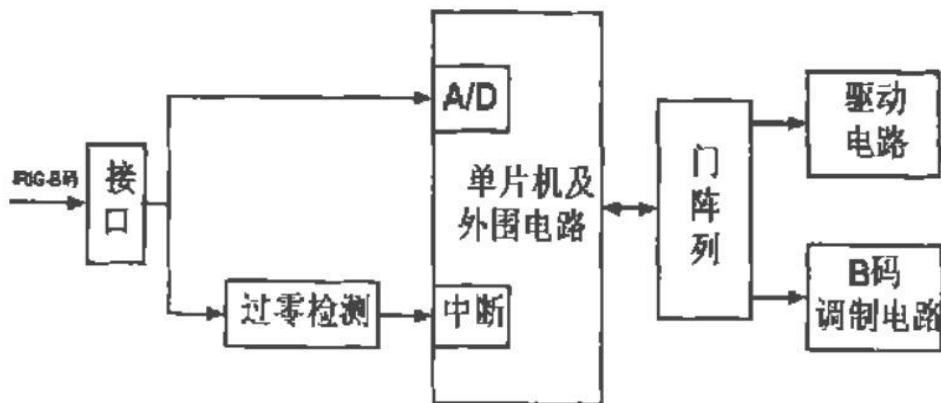 IRIG-B码
接口
A/D
单片机及
外围电路
过零检测
中断
门阵列
驱动
电路
B码
调制电路